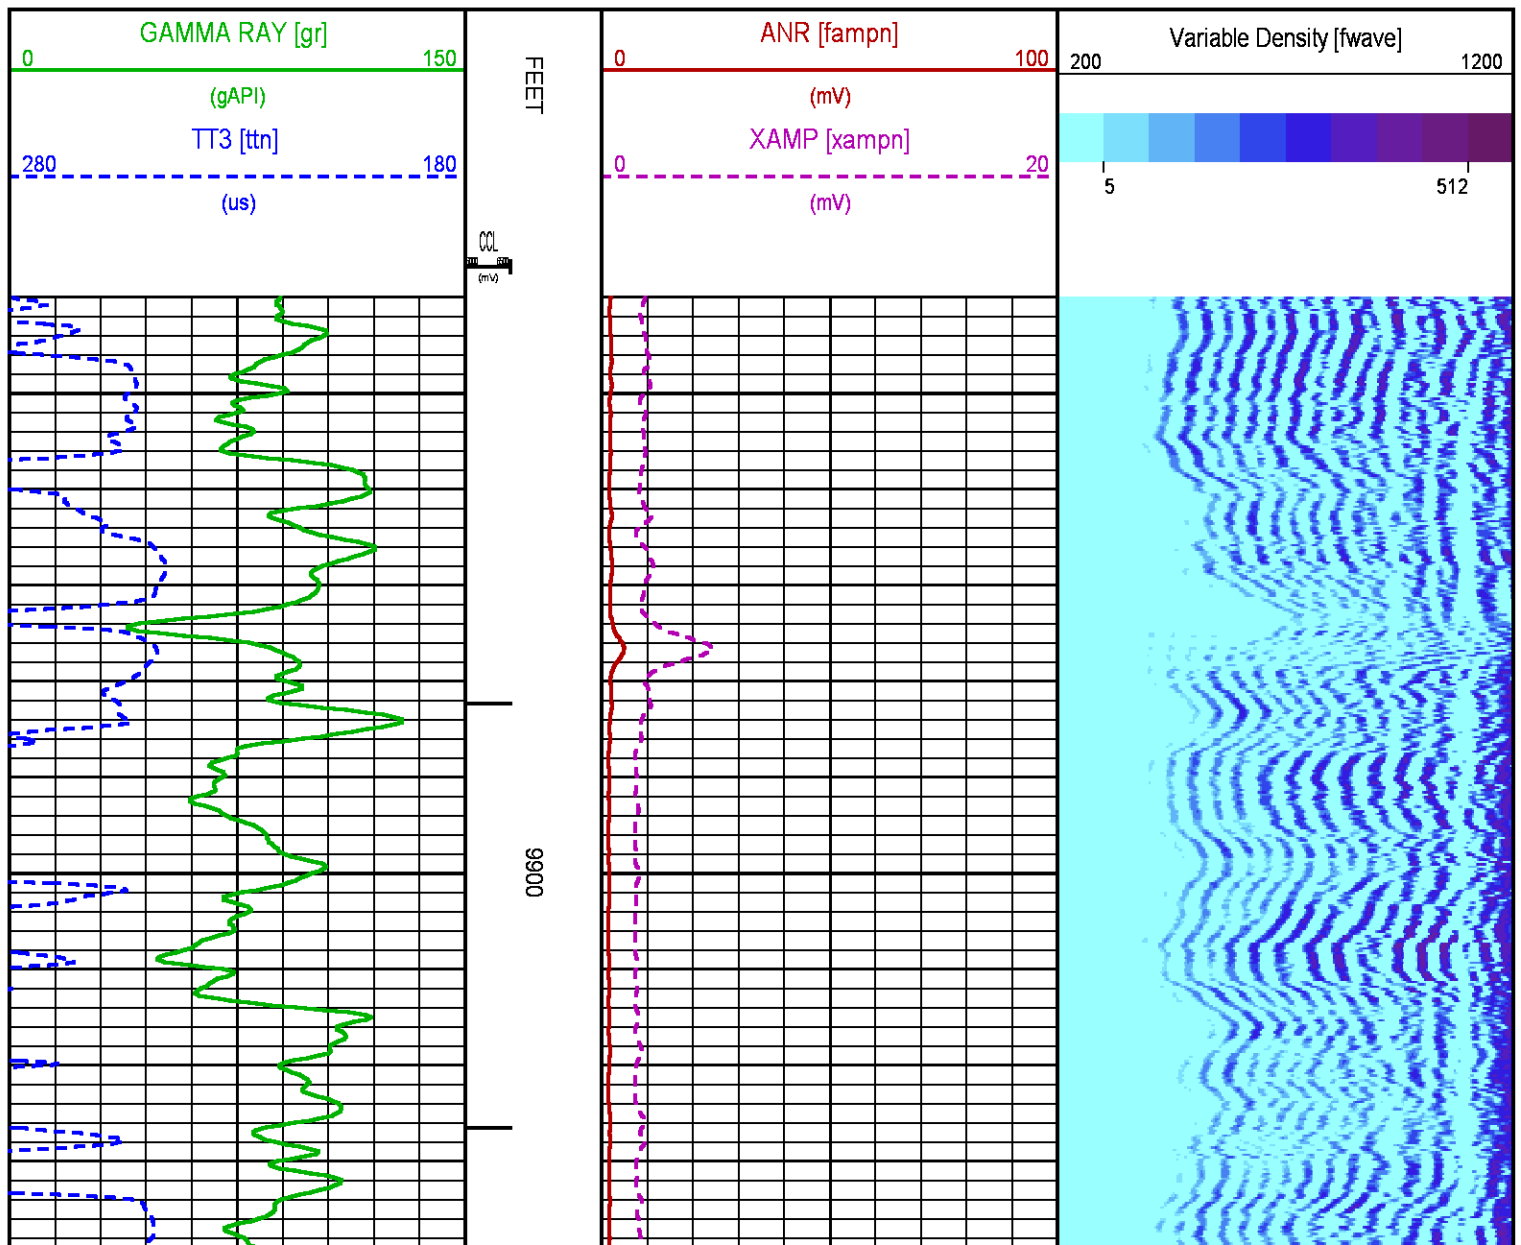 GAMMA RAY [gr]
0 150
(gAPI)
TT3 [ttn]
280 180
(us)
FEET
CCL
(mV)
9900
ANR [fampn]
0 100
(mV)
XAMP [xampn]
0 20
(mV)
Variable Density [fwave]
200 1200
5 512